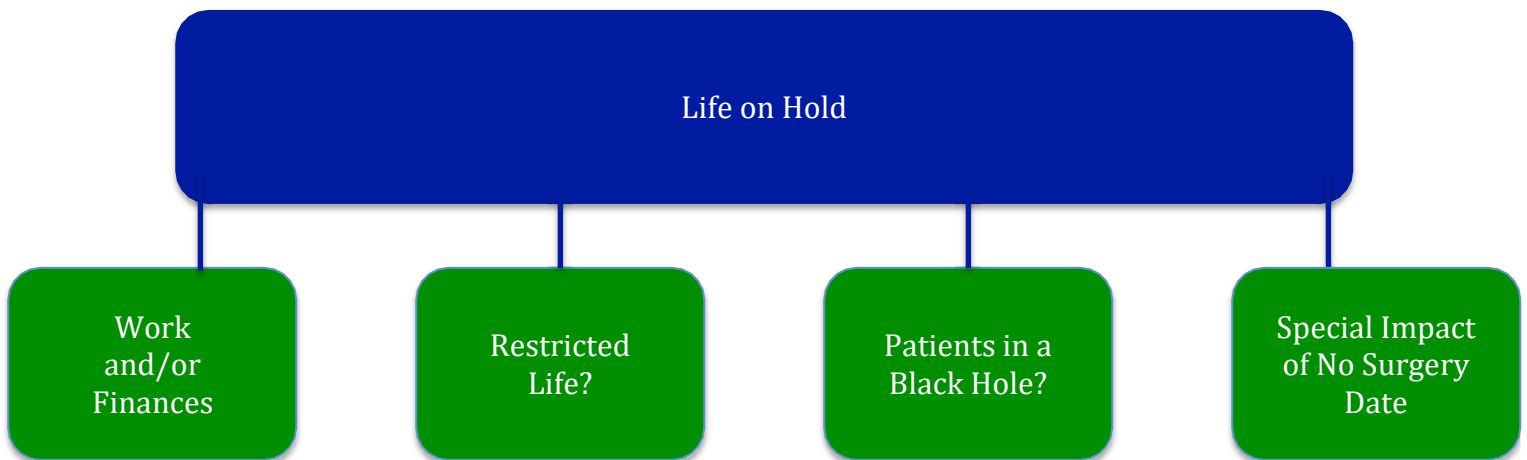 Life on Hold
Work
and/or
Finances
Restricted
Life?
Patients in a
Black Hole?
Special Impact
of No Surgery
Date